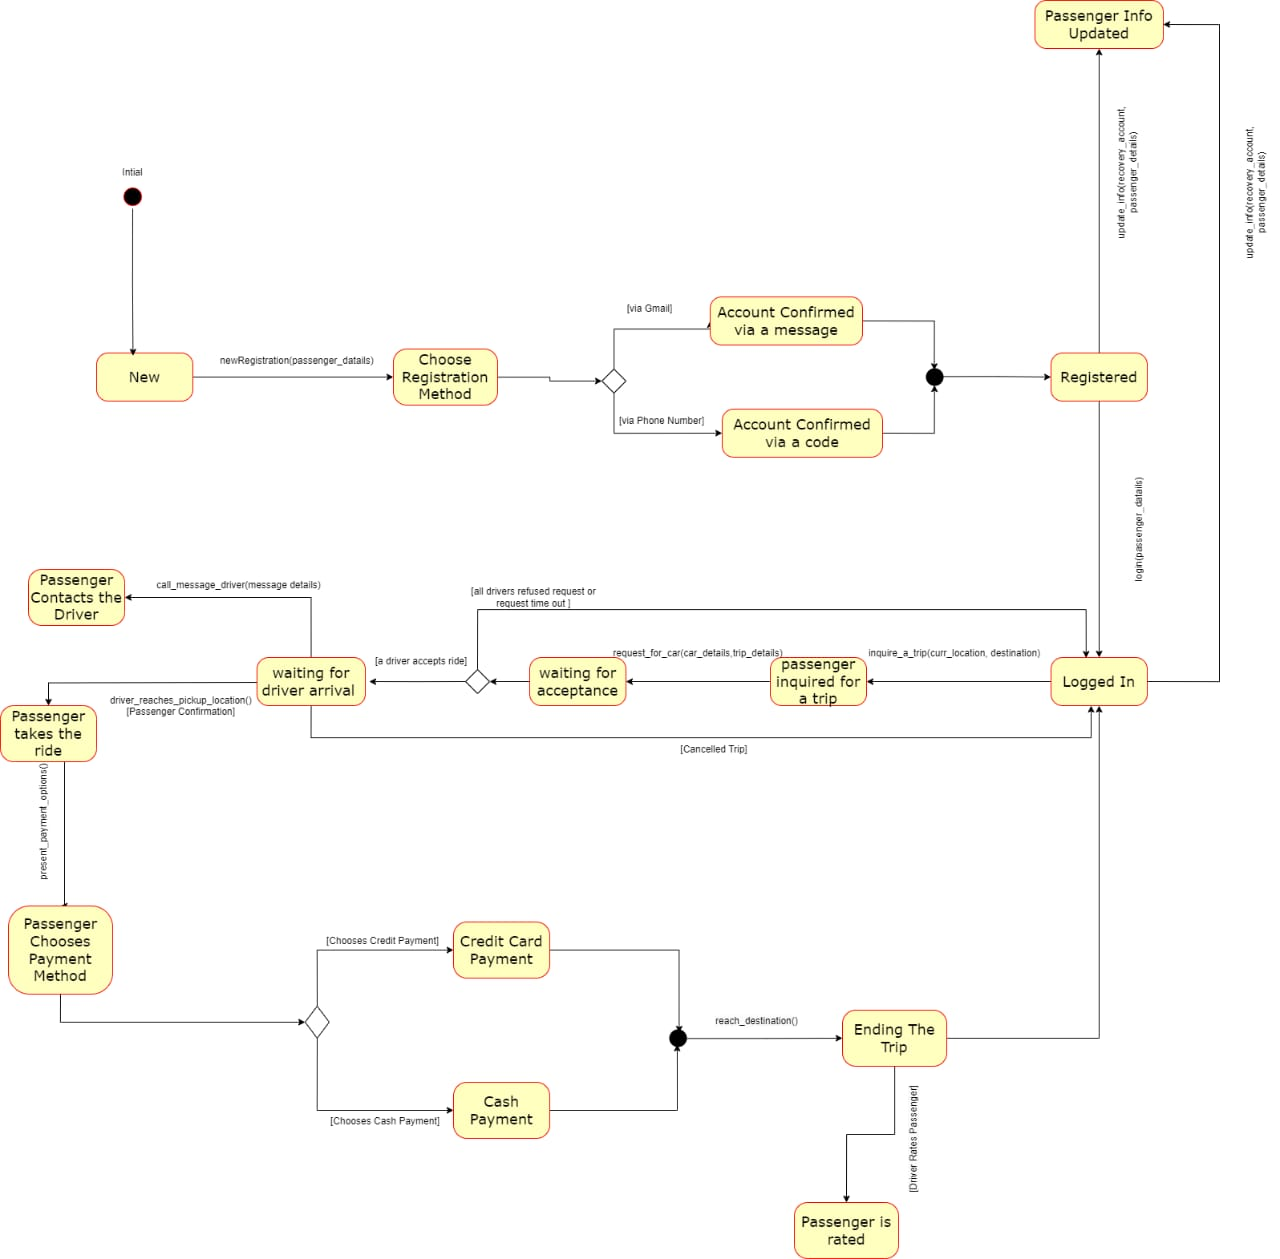 Passenger Info
Updated
update_info(recovery_account,
passenger_details)
update_info(recovery_account,
passenger_details)
Intial
New
newRegistration(passenger_datails)
Choose
Registration
Method
[via Gmail]
Account Confirmed
via a message
[via Phone Number]
Account Confirmed
via a code
Registered
login(passenger_datails)
Passenger
Contacts the
Driver
call_message_driver(message details)
[all drivers refused request or
request time out ]
waiting for
driver arrival
[a driver accepts ride]
waiting for
acceptance
request_for_car(car_details,trip_details)
passenger
inquired for
a trip
inquire_a_trip(curr_location, destination)
Logged In
driver_reaches_pickup_location()
[Passenger Confirmation]
Passenger
takes the
ride
[Cancelled Trip]
present_payment_options()
Passenger
Chooses
Payment
Method
[Chooses Credit Payment]
Credit Card
Payment
[Chooses Cash Payment]
Cash
Payment
reach_destination()
Ending The
Trip
[Driver Rates Passenger]
Passenger is
rated